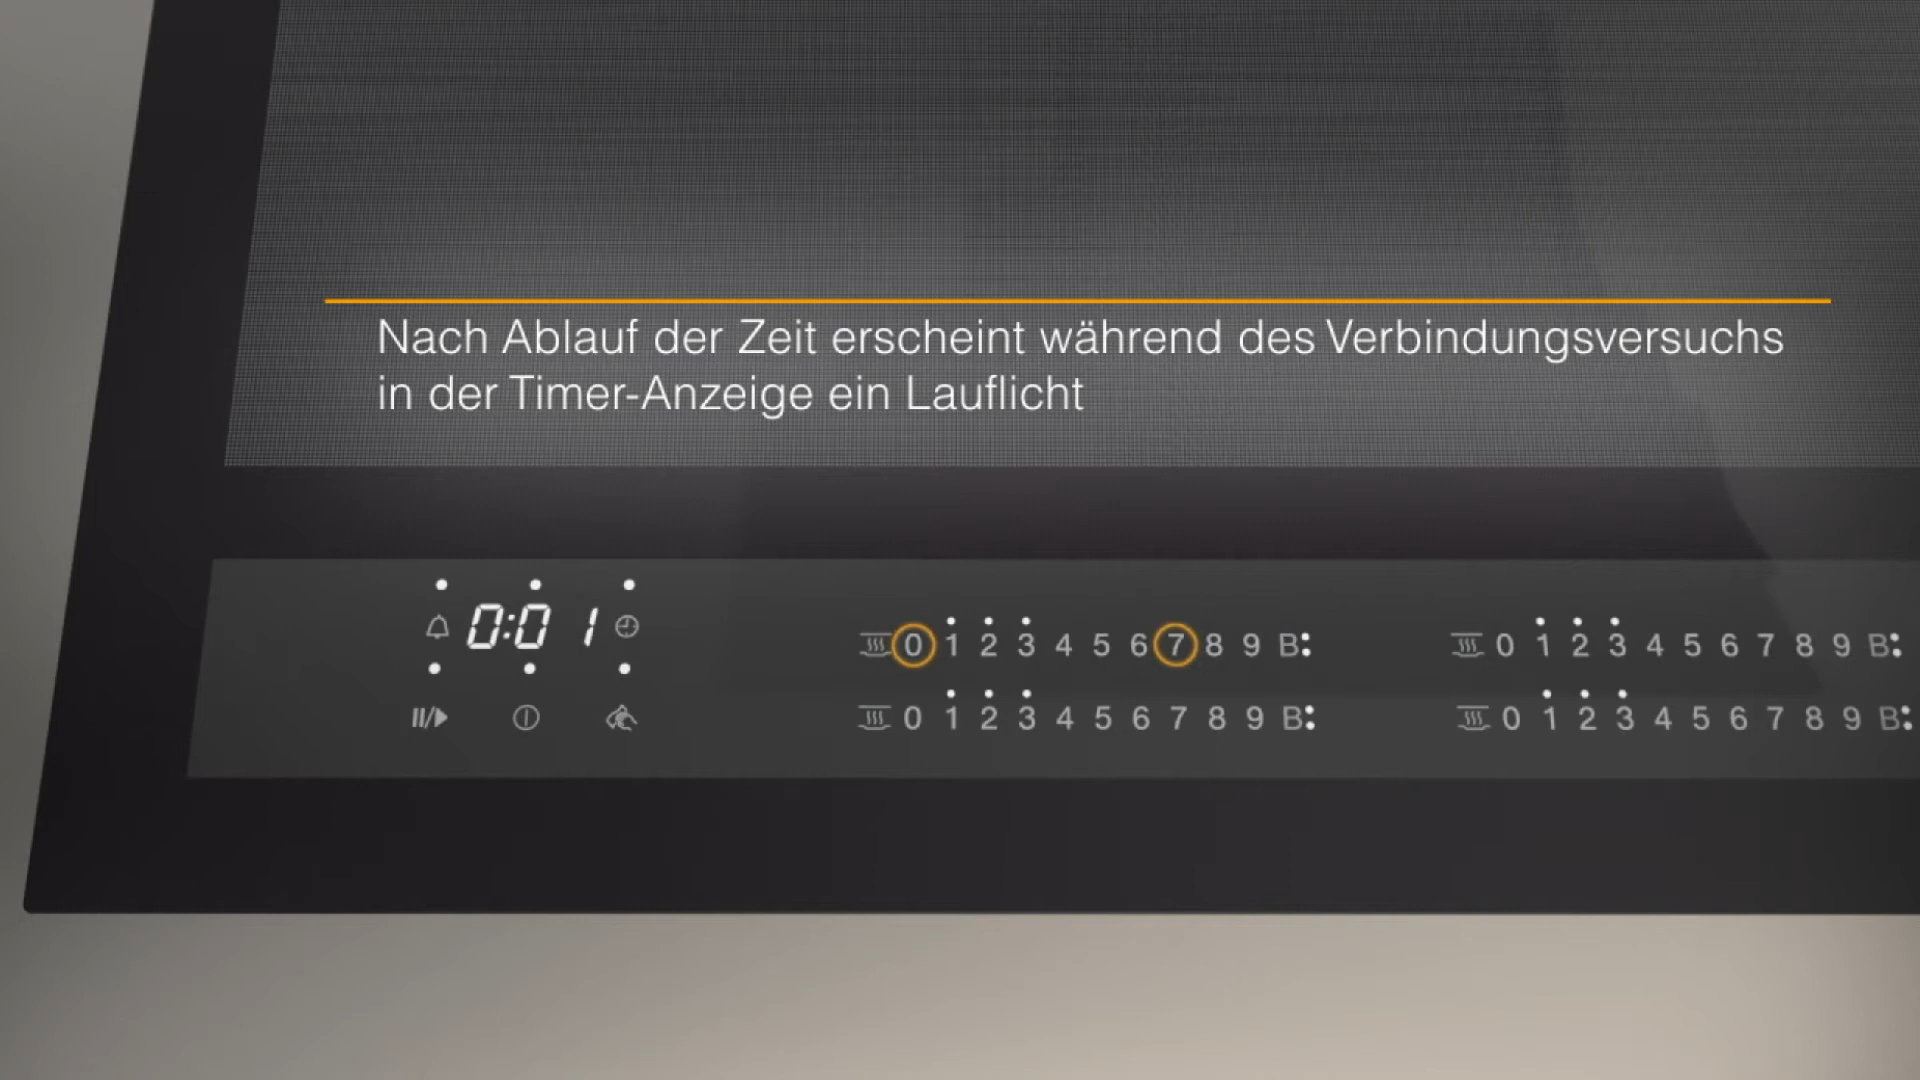 Nach Ablauf der Zeit erscheint während des Verbindungsversuchs
in der Timer-Anzeige ein Lauflicht
0:01
0 1 2 3 4 5 6 7 8 9 B: 0 1 2 3 4 5 6 7 8 9 B:
0 1 2 3 4 5 6 7 8 9 B: 0 1 2 3 4 5 6 7 8 9 B: